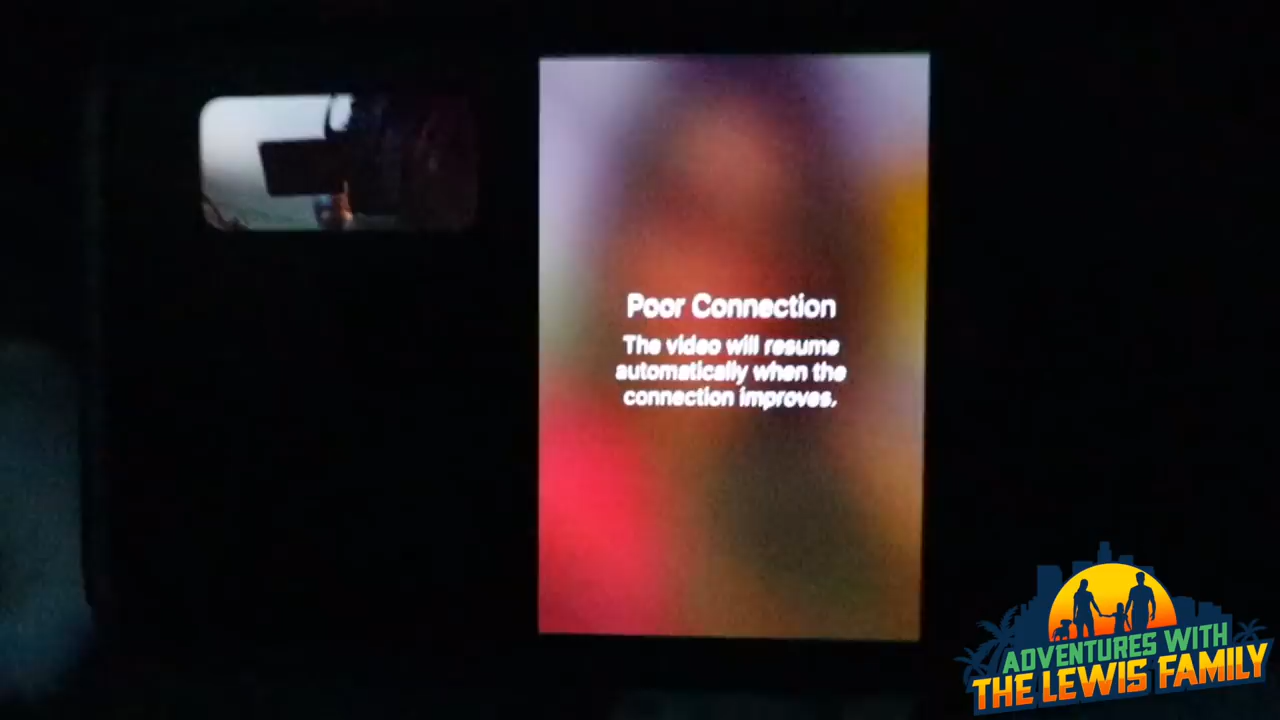 Poor Connection
The video will resume
automatically when the
connection improves.
ADVENTURES WITH
THE LEWIS FAMILY